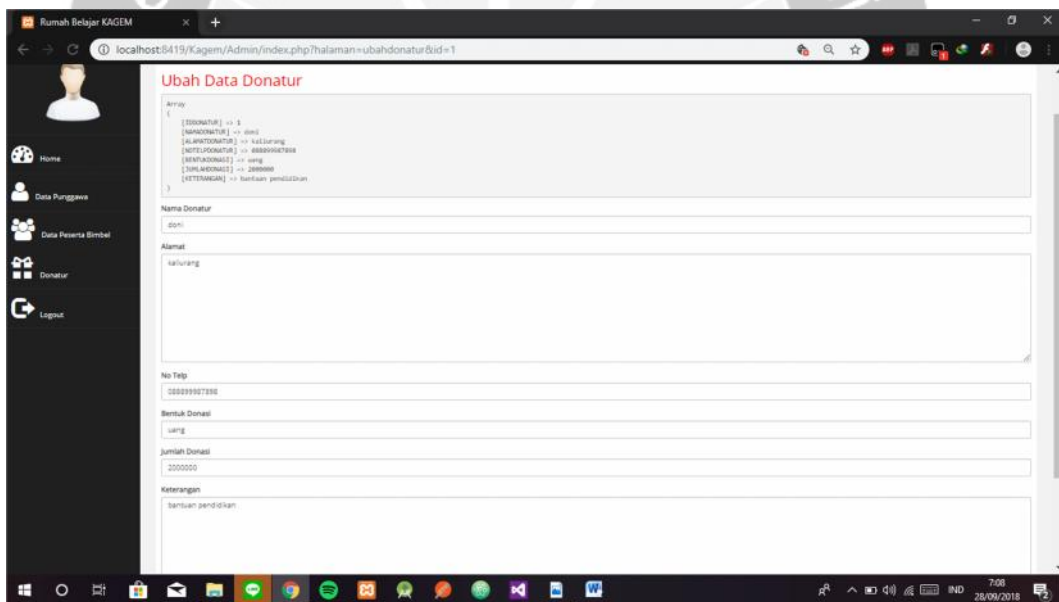 Rumah Belajar KAGEM
localhost:8419/Kagem/Admin/index.php?halaman=ubahdonatur&id=1
Ubah Data Donatur
Array
(
[IDDONATUR] => 1
[NAMADONATUR] => doni
[ALAMATDONATUR] => kaliurang
[NOTELPDONATUR] => 088899987898
[BENTUKDONASI] => uang
[JUMLAHDONASI] => 2000000
[KETERANGAN] => bantuan pendidikan
)
Home
Data Punggawa
Data Peserta Bimbel
Donatur
Logout
Nama Donatur
doni
Alamat
kaliurang
No Telp
088899987898
Bentuk Donasi
uang
Jumlah Donasi
2000000
Keterangan
bantuan pendidikan
IND
7:08
28/09/2018